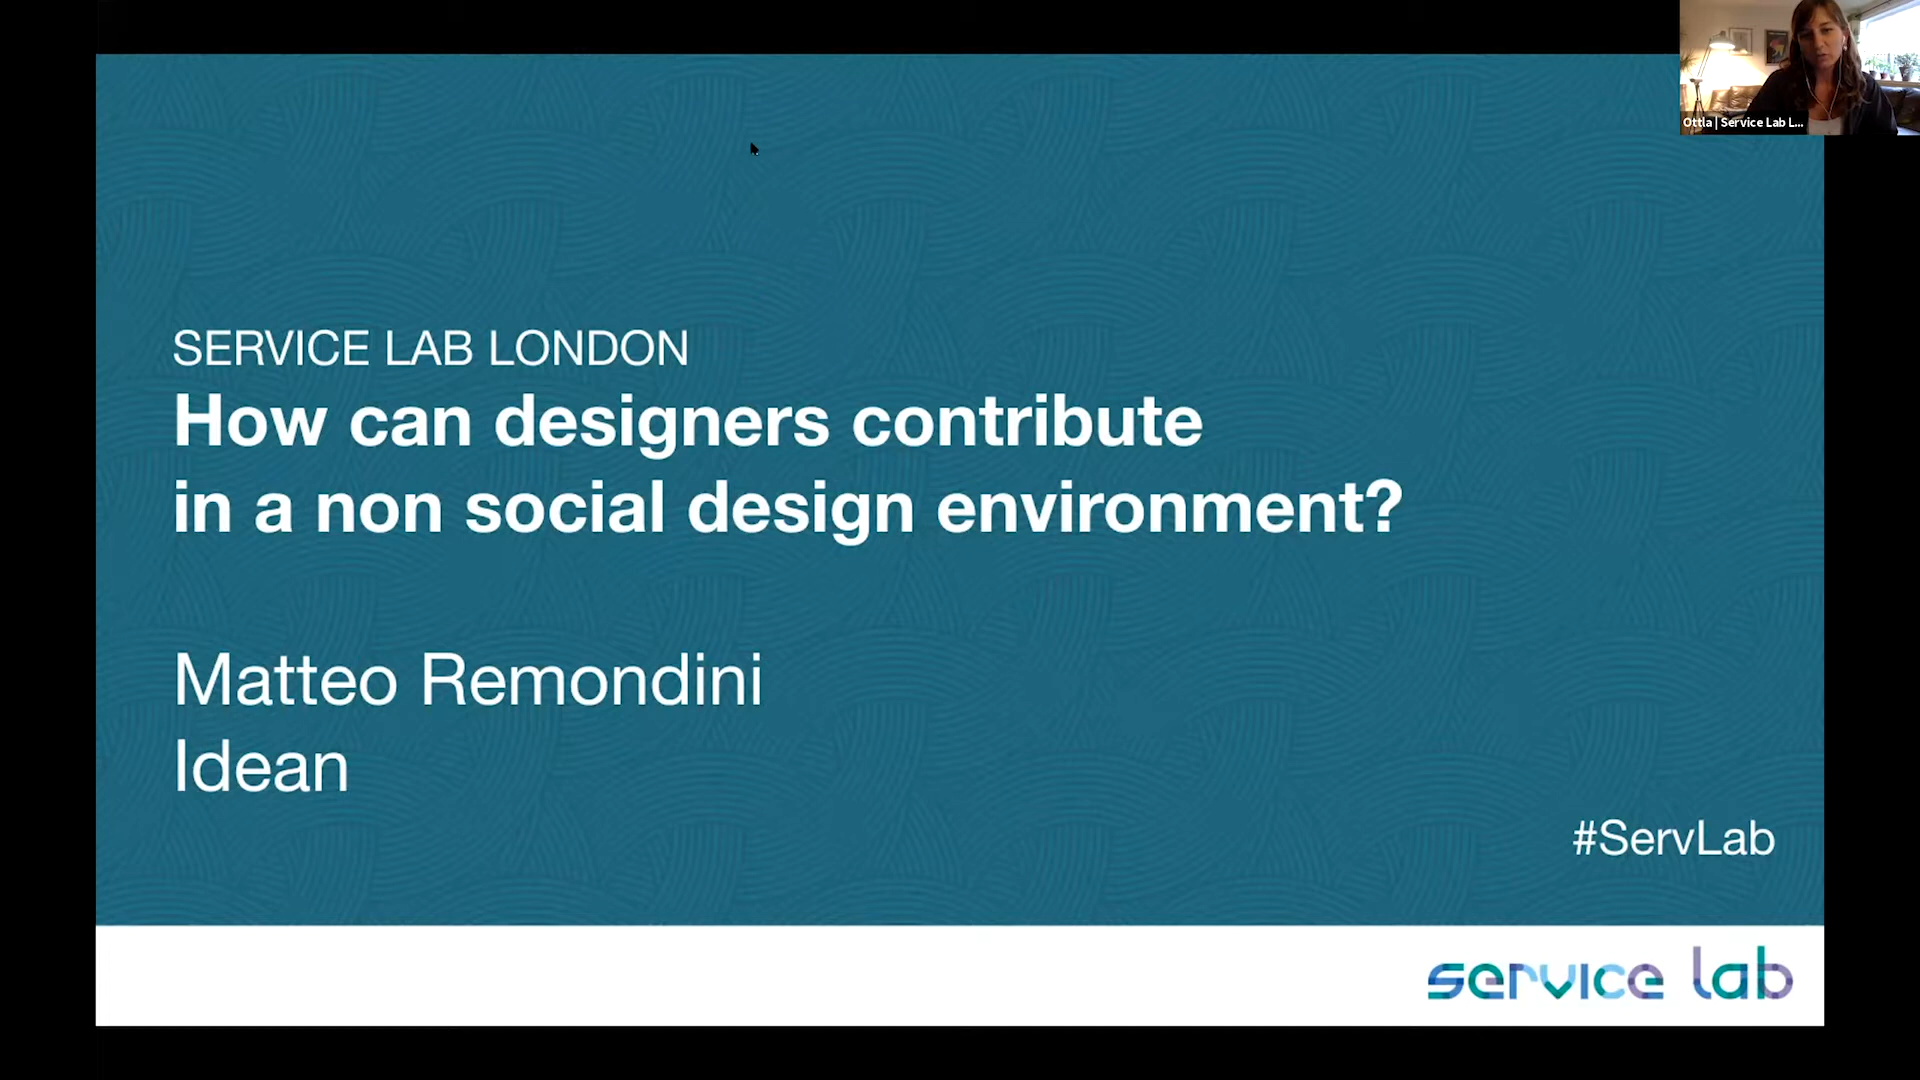 Ottla | Service Lab L...
SERVICE LAB LONDON
How can designers contribute
in a non social design environment?
Matteo Remondini
Idean
#ServLab
service lab